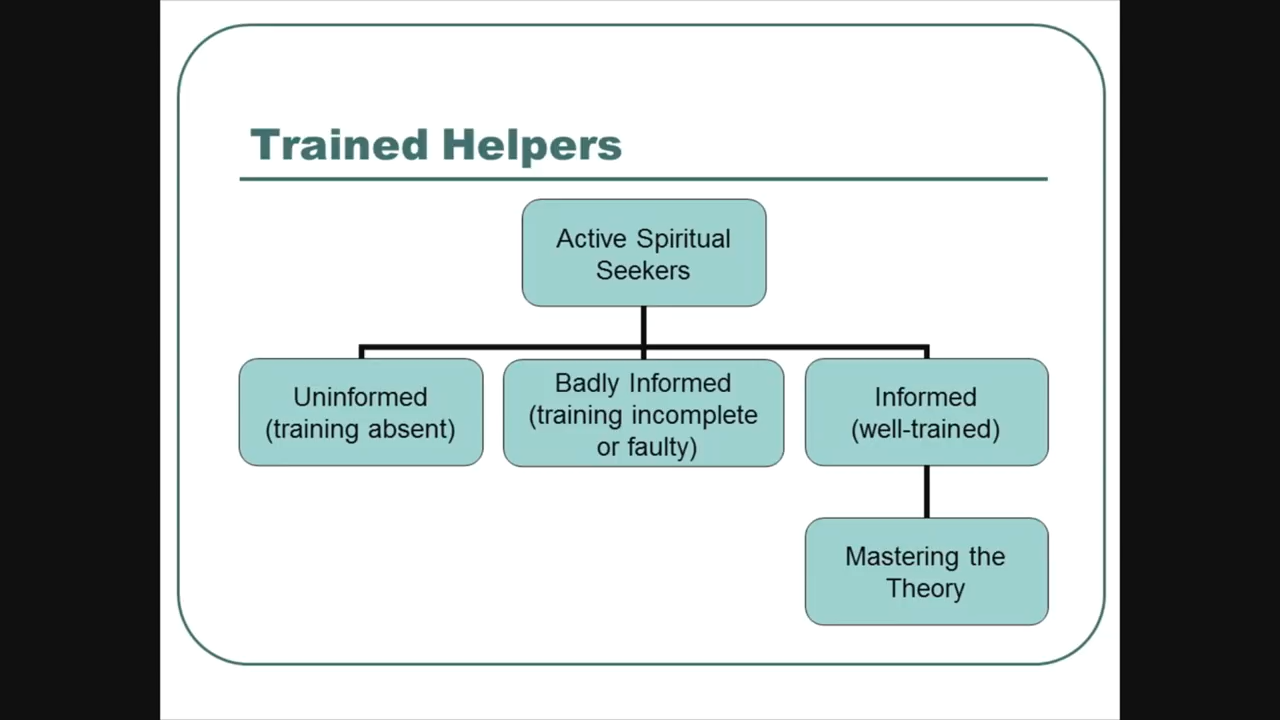 Trained Helpers
Active Spiritual
Seekers
Uninformed
(training absent)
Badly Informed
(training incomplete
or faulty)
Informed
(well-trained)
Mastering the
Theory